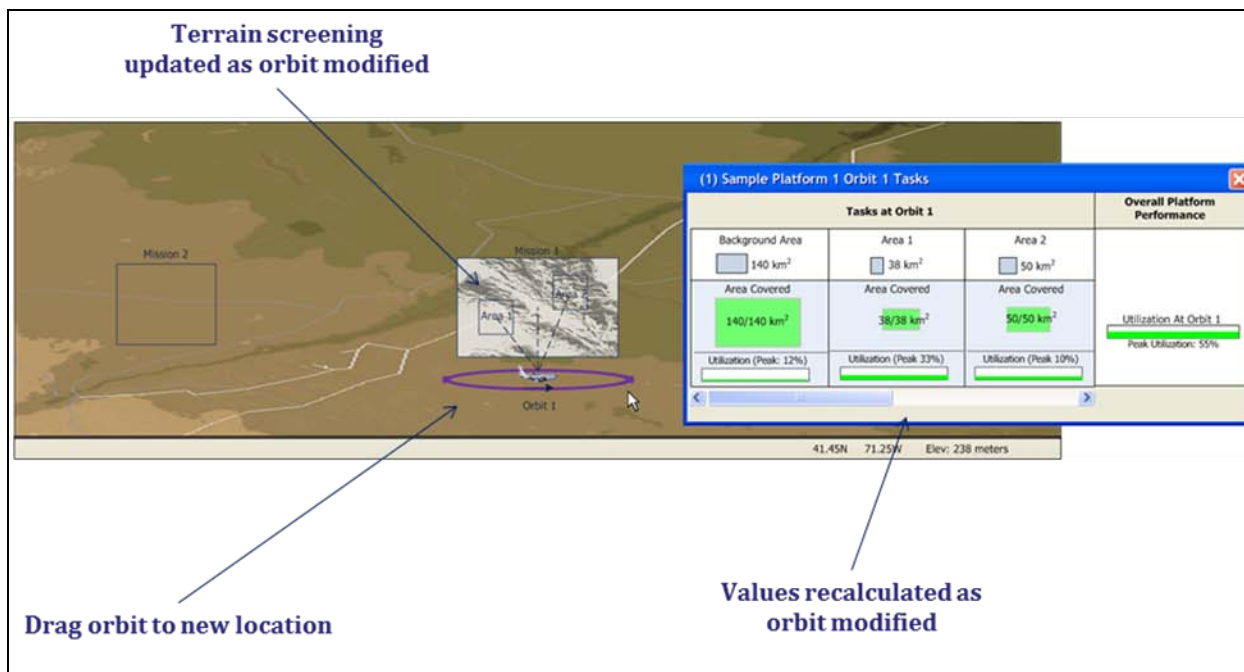 Terrain screening
updated as orbit modified
Mission 2
Mission 1
Area 1
Area 2
Orbit 1
41.45N 71.25W Elev: 238 meters
(1) Sample Platform 1 Orbit 1 Tasks
Tasks at Orbit 1
Overall Platform
Performance
Background Area
140 km²
Area 1
38 km²
Area 2
50 km²
Area Covered
140/140 km²
Area Covered
38/38 km²
Area Covered
50/50 km²
Utilization (Peak: 12%)
Utilization (Peak 33%)
Utilization (Peak 10%)
Utilization At Orbit 1
Peak Utilization: 55%
Drag orbit to new location
Values recalculated as
orbit modified